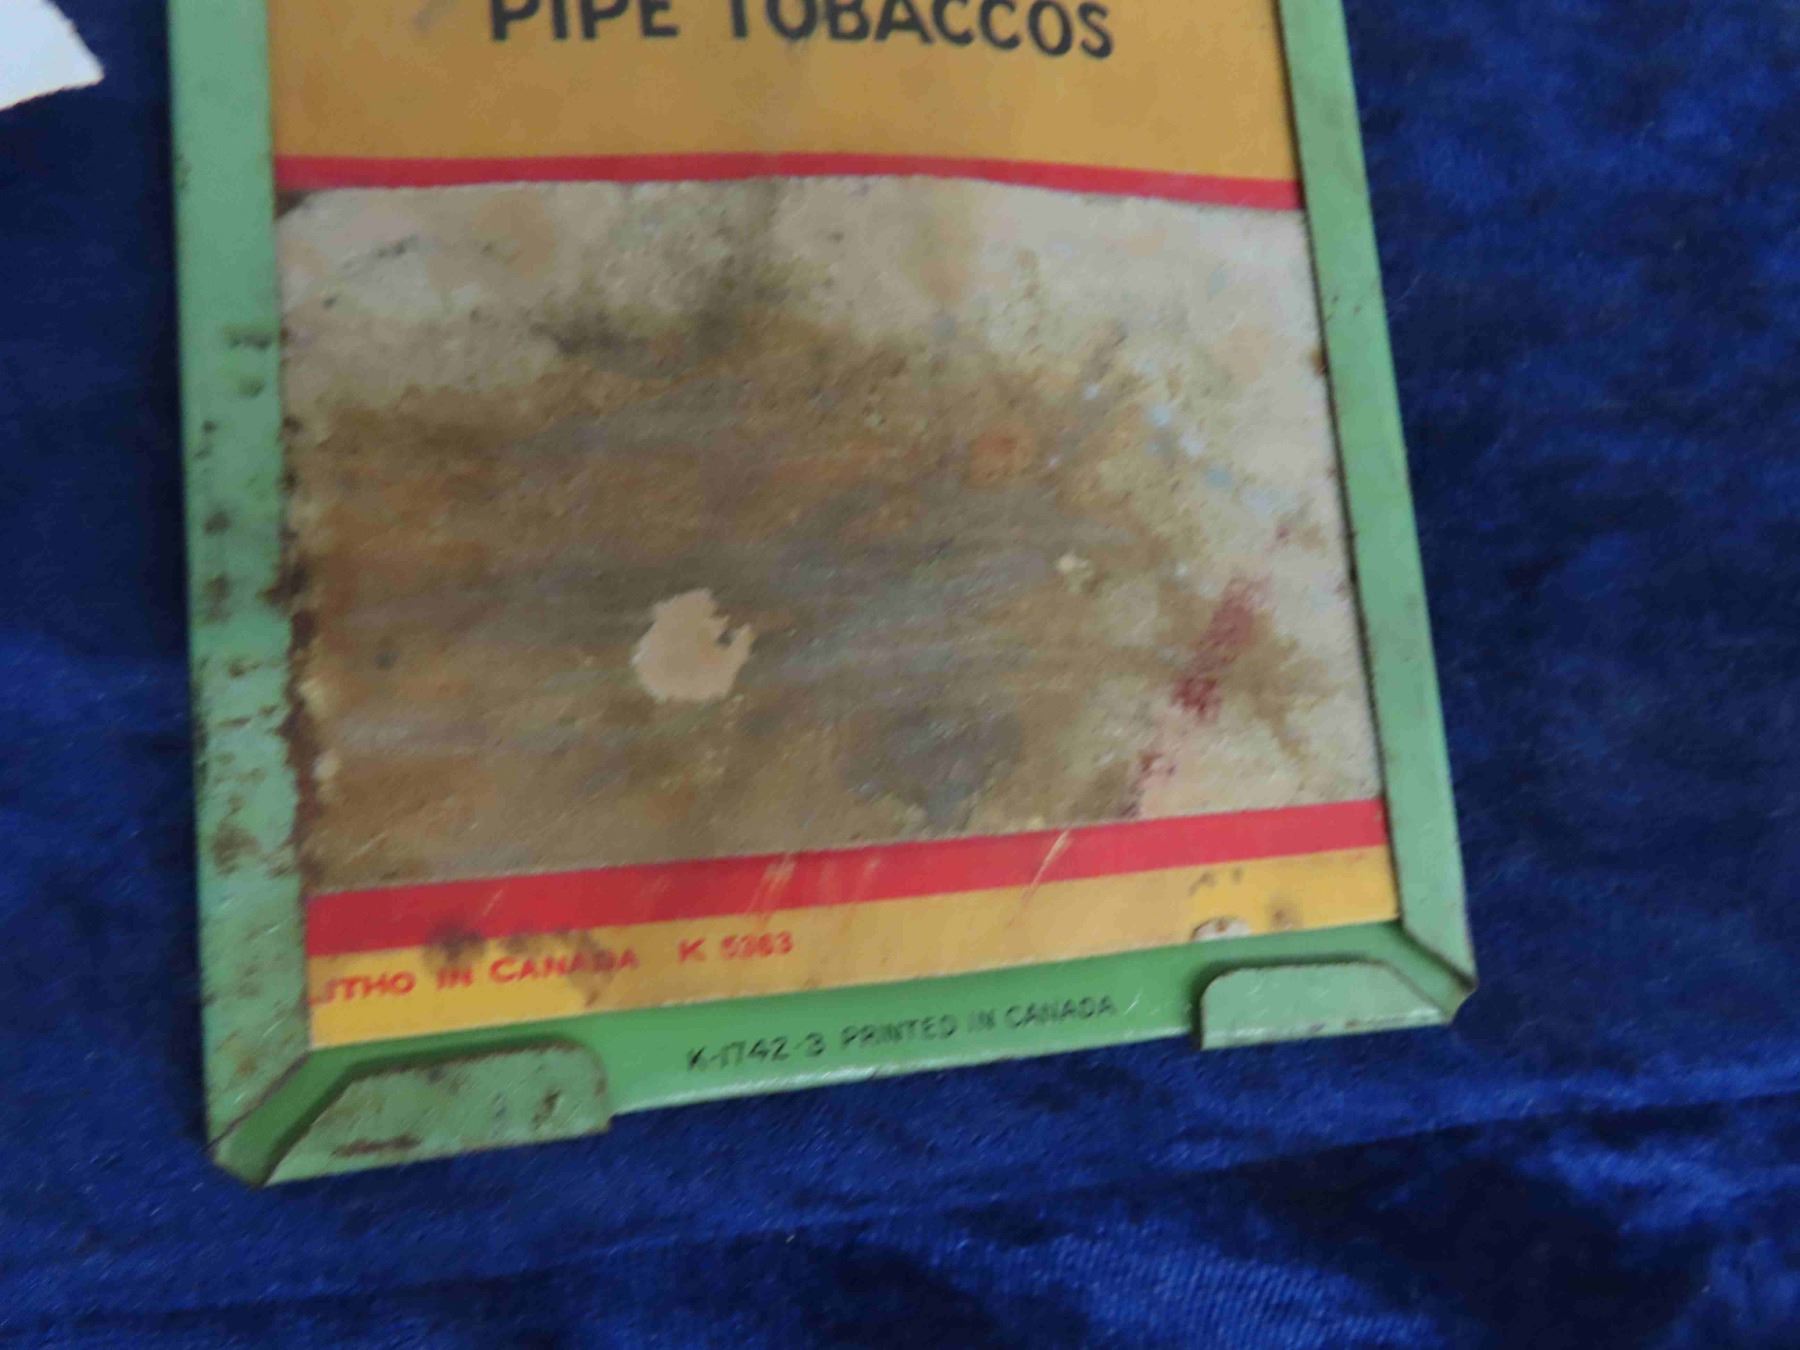 PIPE TOBACCOS
LITHO IN CANADA K 5363
K-1742-3 PRINTED IN CANADA